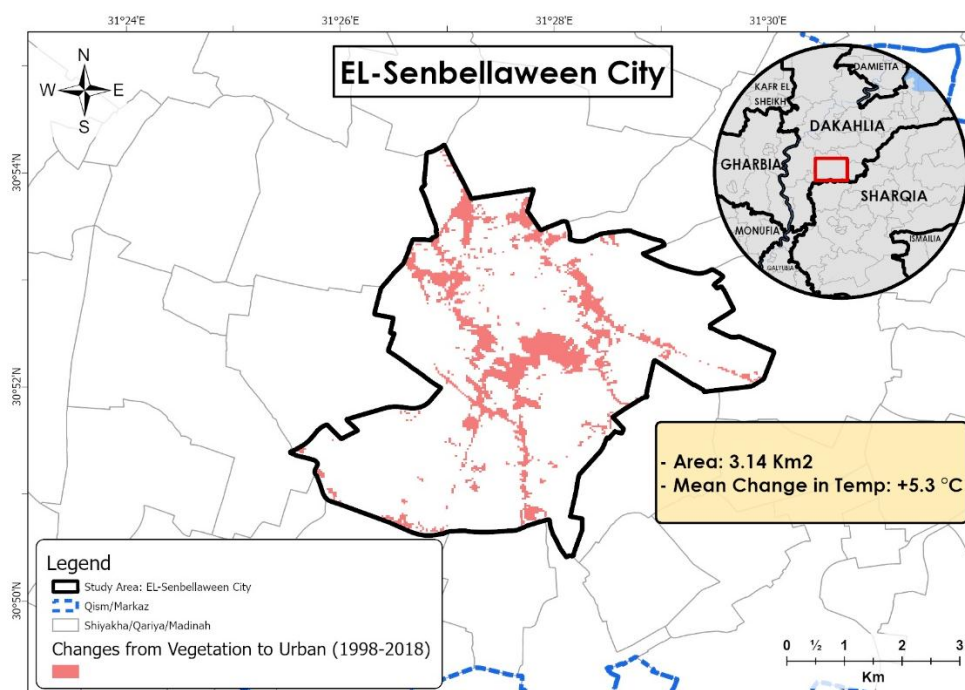 31°24'E
31°26'E
31°28'E
31°30'E
N
W E
S
EL-Senbellaween City
DAMIETTA
KAFR EL
SHEIKH
DAKAHLIA
GHARBIA
SHARQIA
MONUFIA
ISMAILIA
QALYUBIA
30°54'N
30°52'N
30°50'N
- Area: 3.14 Km2
- Mean Change in Temp: +5.3 °C
Legend
Study Area: EL-Senbellaween City
Qism/Markaz
Shiyakha/Qariya/Madinah
Changes from Vegetation to Urban (1998-2018)
0 ½ 1 2 3
Km